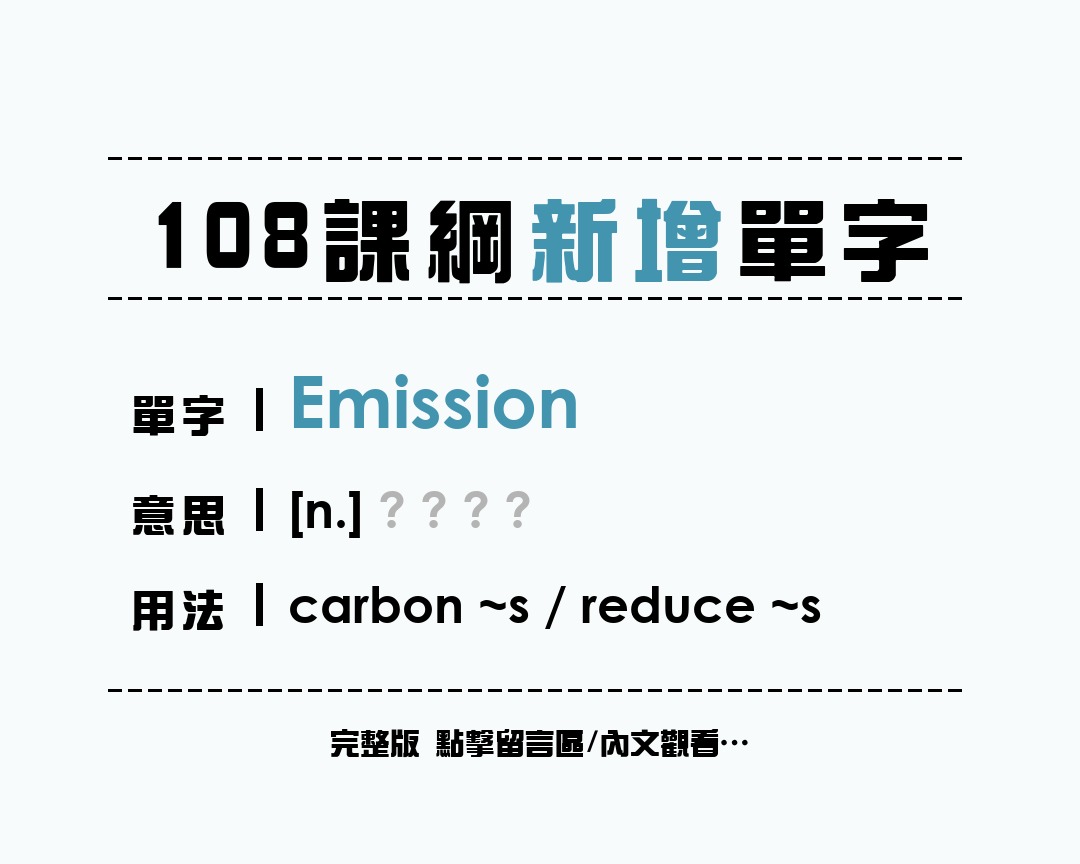 108課綱新增單字
單字 | Emission
意思 | [n.] ????
用法 | carbon ~s / reduce ~s
完整版 點擊留言區/內文觀看…